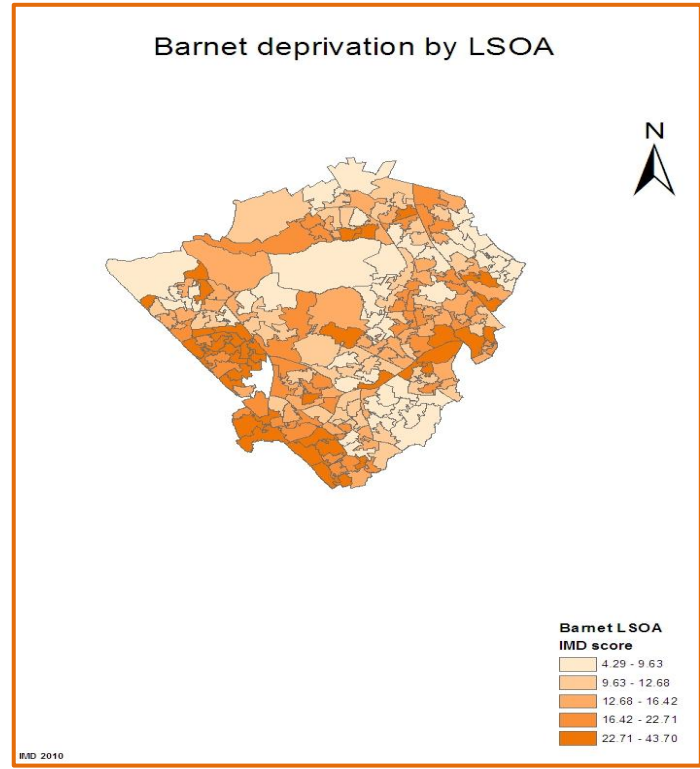 Barnet deprivation by LSOA
N
Barnet LSOA
IMD score
4.29 - 9.63
9.63 - 12.68
12.68 - 16.42
16.42 - 22.71
22.71 - 43.70
IMD 2010